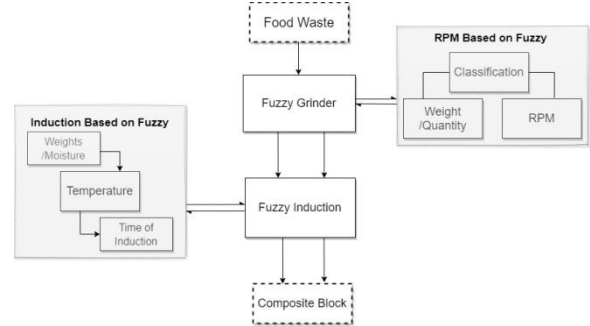 Food Waste
RPM Based on Fuzzy
Classification
Fuzzy Grinder
Weight
/Quantity
RPM
Induction Based on Fuzzy
Weights
/Moisture
Temperature
Time of
Induction
Fuzzy Induction
Composite Block